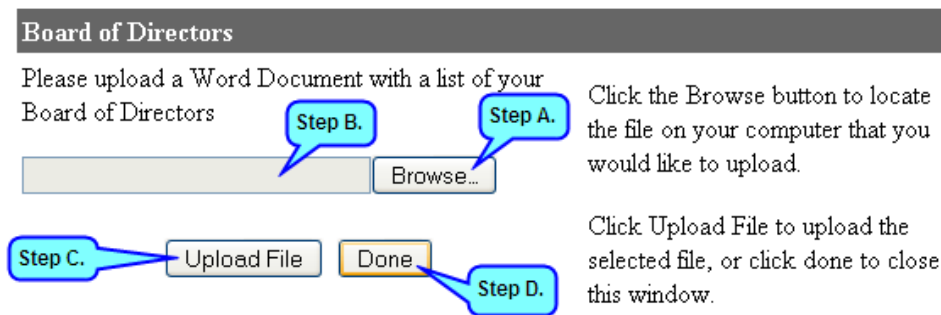 Board of Directors
Please upload a Word Document with a list of your
Board of Directors
Step B.
Step A.
Browse...
Click the Browse button to locate
the file on your computer that you
would like to upload.
Step C.
Upload File
Done
Step D.
Click Upload File to upload the
selected file, or click done to close
this window.